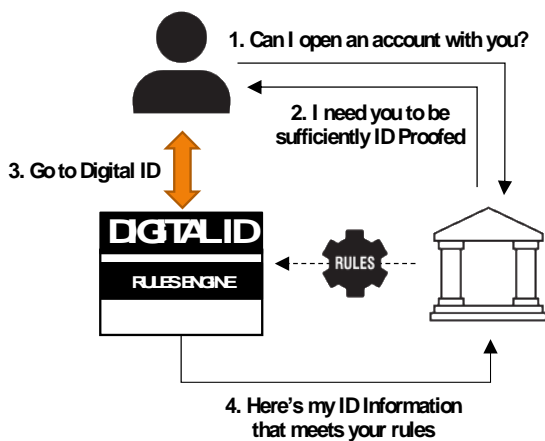 1. Can I open an account with you?
2. I need you to be
sufficiently ID Proofed
3. Go to Digital ID
DIGITAL ID
RULES ENGINE
RULES
4. Here's my ID Information
that meets your rules